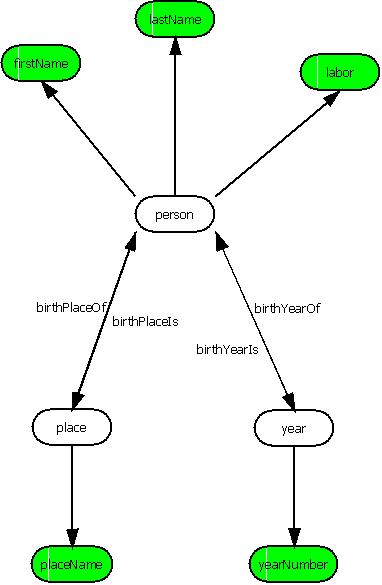 lastName
firstName
labor
person
birthPlaceOf
birthYearOf
birthPlaceIs
birthYearIs
place
year
placeName
yearNumber